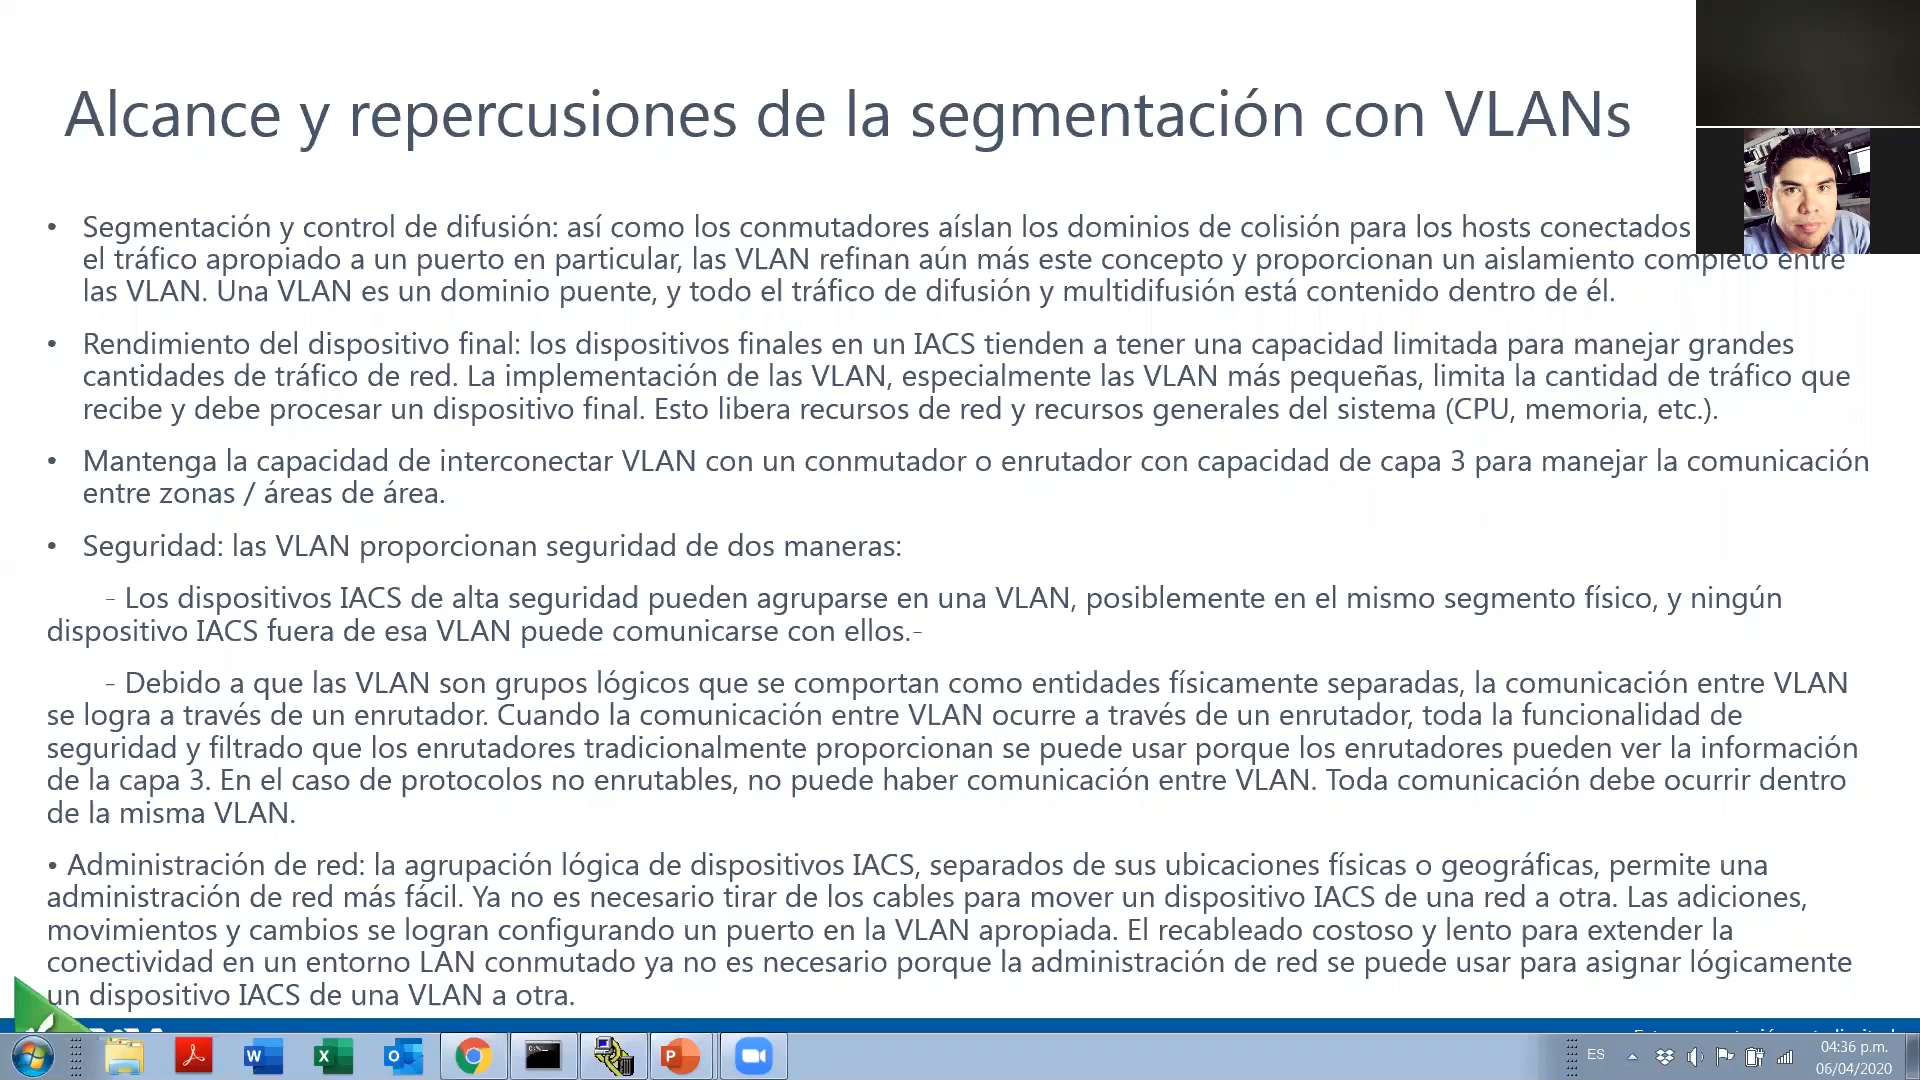 Alcance y repercusiones de la segmentación con VLANs
• Segmentación y control de difusión: así como los conmutadores aíslan los dominios de colisión para los hosts conectados
el tráfico apropiado a un puerto en particular, las VLAN refinan aún más este concepto y proporcionan un aislamiento completo entre
las VLAN. Una VLAN es un dominio puente, y todo el tráfico de difusión y multidifusión está contenido dentro de él.
• Rendimiento del dispositivo final: los dispositivos finales en un IACS tienden a tener una capacidad limitada para manejar grandes
cantidades de tráfico de red. La implementación de las VLAN, especialmente las VLAN más pequeñas, limita la cantidad de tráfico que
recibe y debe procesar un dispositivo final. Esto libera recursos de red y recursos generales del sistema (CPU, memoria, etc.).
• Mantenga la capacidad de interconectar VLAN con un conmutador o enrutador con capacidad de capa 3 para manejar la comunicación
entre zonas / áreas de área.
• Seguridad: las VLAN proporcionan seguridad de dos maneras:
- Los dispositivos IACS de alta seguridad pueden agruparse en una VLAN, posiblemente en el mismo segmento físico, y ningún
dispositivo IACS fuera de esa VLAN puede comunicarse con ellos.-
- Debido a que las VLAN son grupos lógicos que se comportan como entidades físicamente separadas, la comunicación entre VLAN
se logra a través de un enrutador. Cuando la comunicación entre VLAN ocurre a través de un enrutador, toda la funcionalidad de
seguridad y filtrado que los enrutadores tradicionalmente proporcionan se puede usar porque los enrutadores pueden ver la información
de la capa 3. En el caso de protocolos no enrutables, no puede haber comunicación entre VLAN. Toda comunicación debe ocurrir dentro
de la misma VLAN.
• Administración de red: la agrupación lógica de dispositivos IACS, separados de sus ubicaciones físicas o geográficas, permite una
administración de red más fácil. Ya no es necesario tirar de los cables para mover un dispositivo IACS de una red a otra. Las adiciones,
movimientos y cambios se logran configurando un puerto en la VLAN apropiada. El recableado costoso y lento para extender la
conectividad en un entorno LAN conmutado ya no es necesario porque la administración de red se puede usar para asignar lógicamente
un dispositivo IACS de una VLAN a otra.
ES
04:36 p.m.
06/04/2020